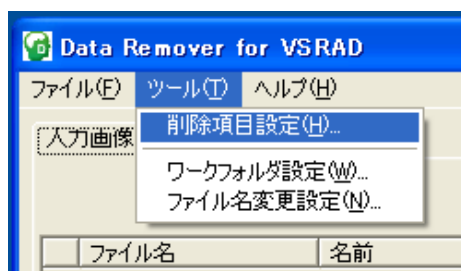 Data Remover for VSRAD
ファイル(F) ツール(T) ヘルプ(H)
削除項目設定(H)...
入力画像
ワークフォルダ設定(W)...
ファイル名変更設定(N)...
ファイル名 名前